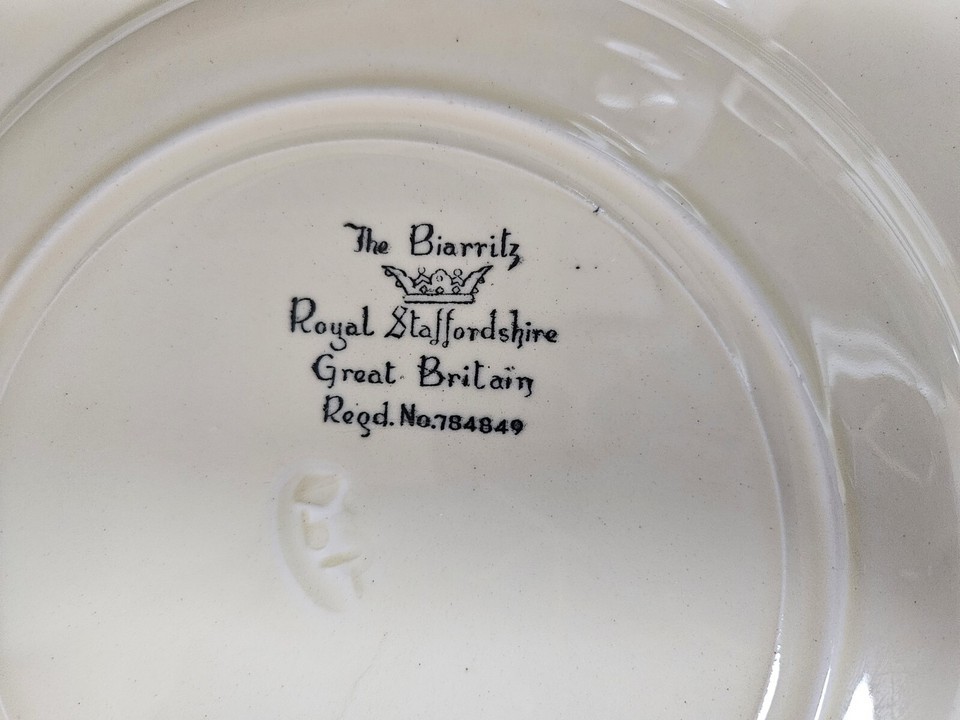 The Biarritz
Royal Staffordshire
Great Britain
Regd. No. 784849